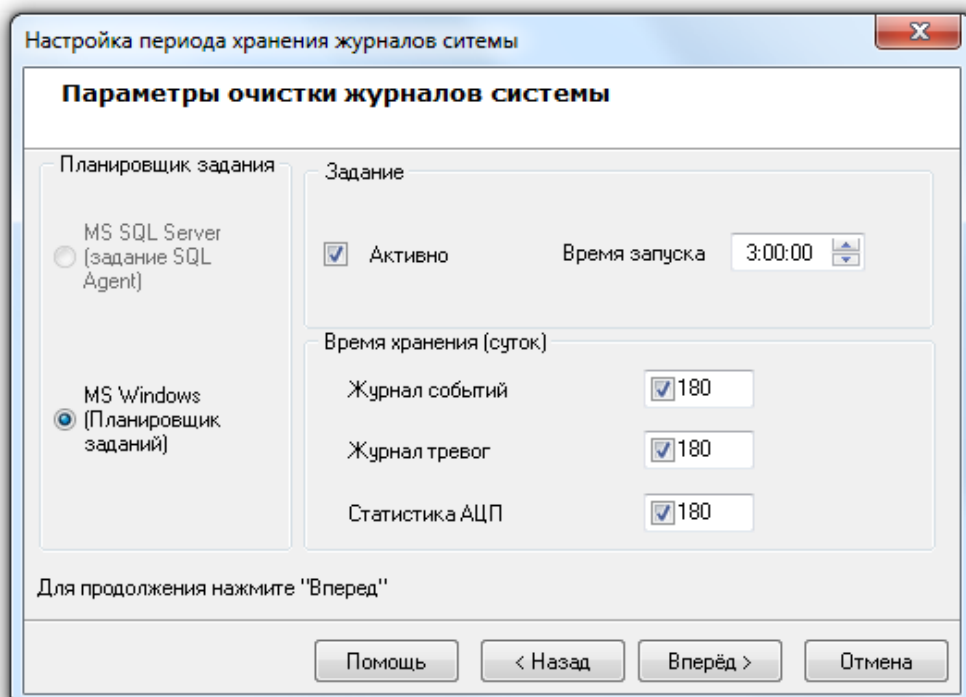 Настройка периода хранения журналов ситемы
Параметры очистки журналов системы
Планировщик задания
MS SQL Server
(задание SQL
Agent)
MS Windows
(Планировщик
заданий)
Задание
Активно
Время запуска
3:00:00
Время хранения (суток)
Журнал событий
180
Журнал тревог
180
Статистика АЦП
180
Для продолжения нажмите "Вперед"
Помощь
< Назад
Вперёд >
Отмена